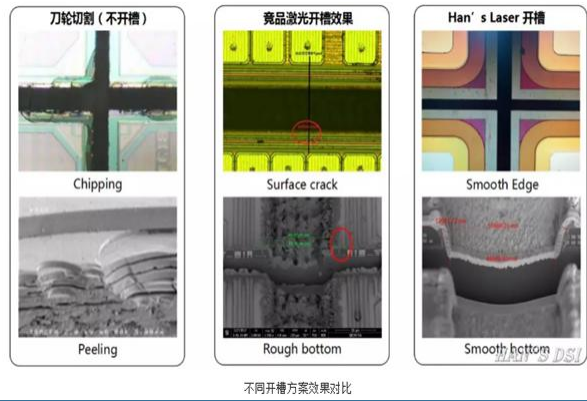 刀轮切割（不开槽）
竞品激光开槽效果
Han's Laser 开槽
Chipping
Surface crack
Smooth Edge
Peeling
Rough bottom
Smooth bottom
HAN'S DSI
不同开槽方案效果对比